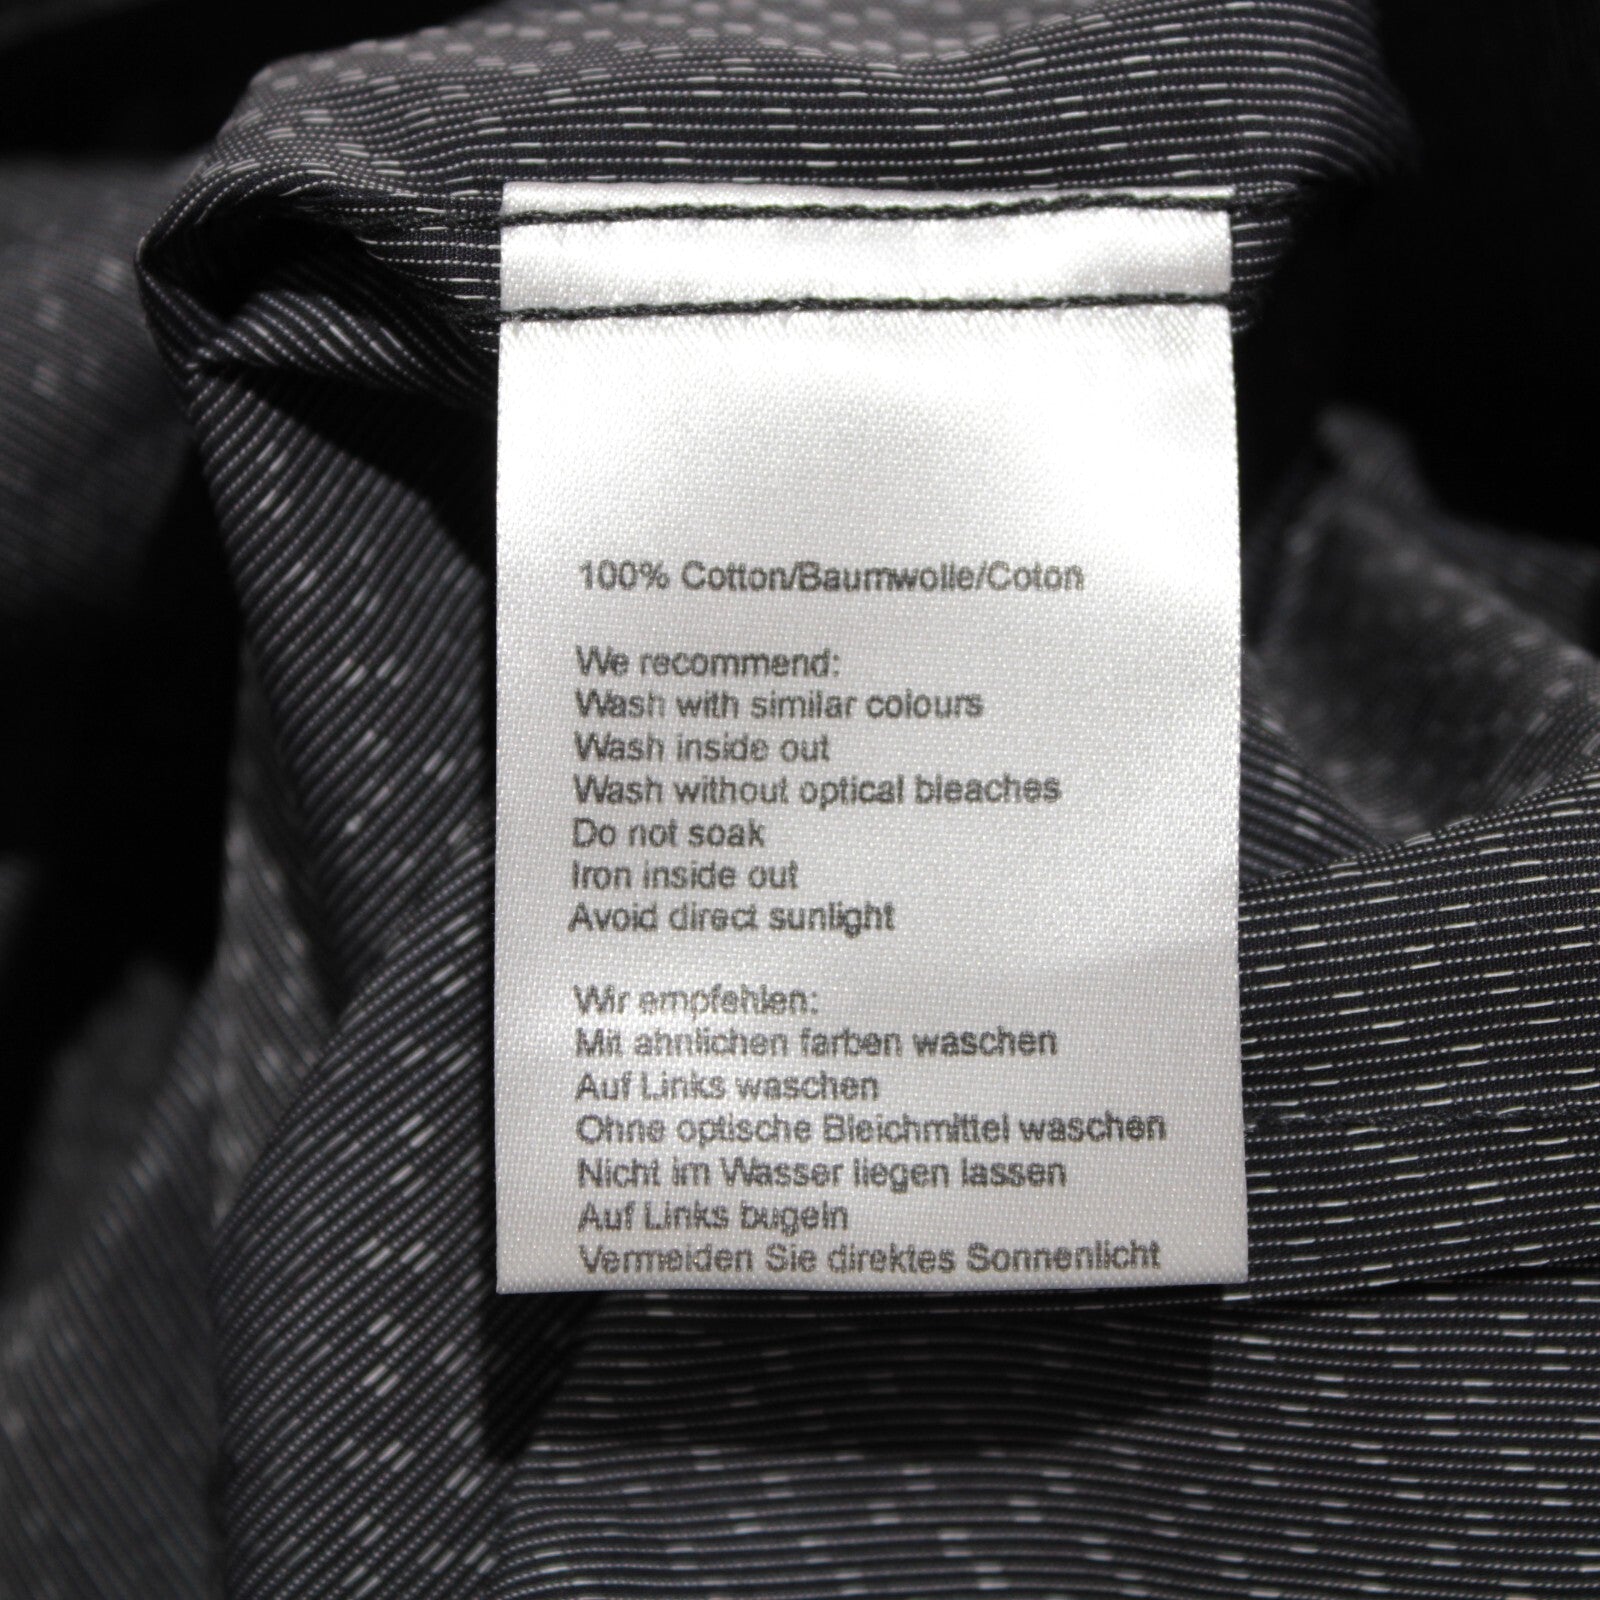 100% Cotton/Baumwolle/Coton
We recommend:
Wash with similar colours
Wash inside out
Wash without optical bleaches
Do not soak
Iron inside out
Avoid direct sunlight
Wir empfehlen:
Mit ahnlichen farben waschen
Auf Links waschen
Ohne optische Bleichmittel waschen
Nicht im Wasser liegen lassen
Auf Links bugeln
Vermeiden Sie direktes Sonnenlicht